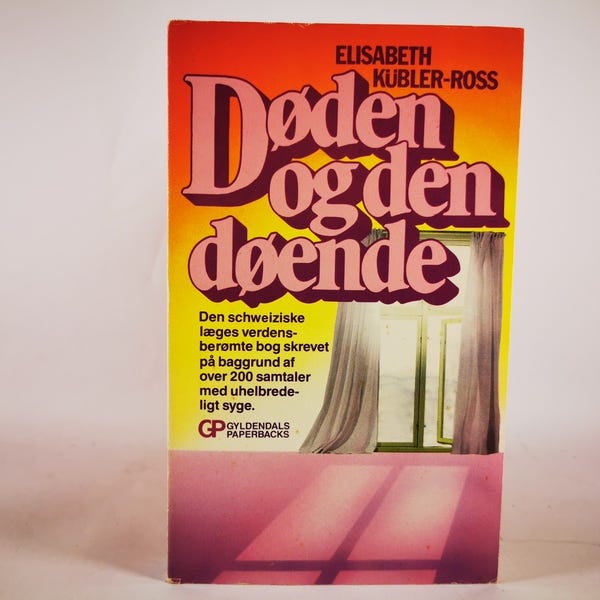 ELISABETH
KÜBLER-ROSS
Døden
og den
døende
Den schweiziske
læges verdens-
berømte bog skrevet
på baggrund af
over 200 samtaler
med uhelbrede-
ligt syge.
GP GYLDENDALS
PAPERBACKS